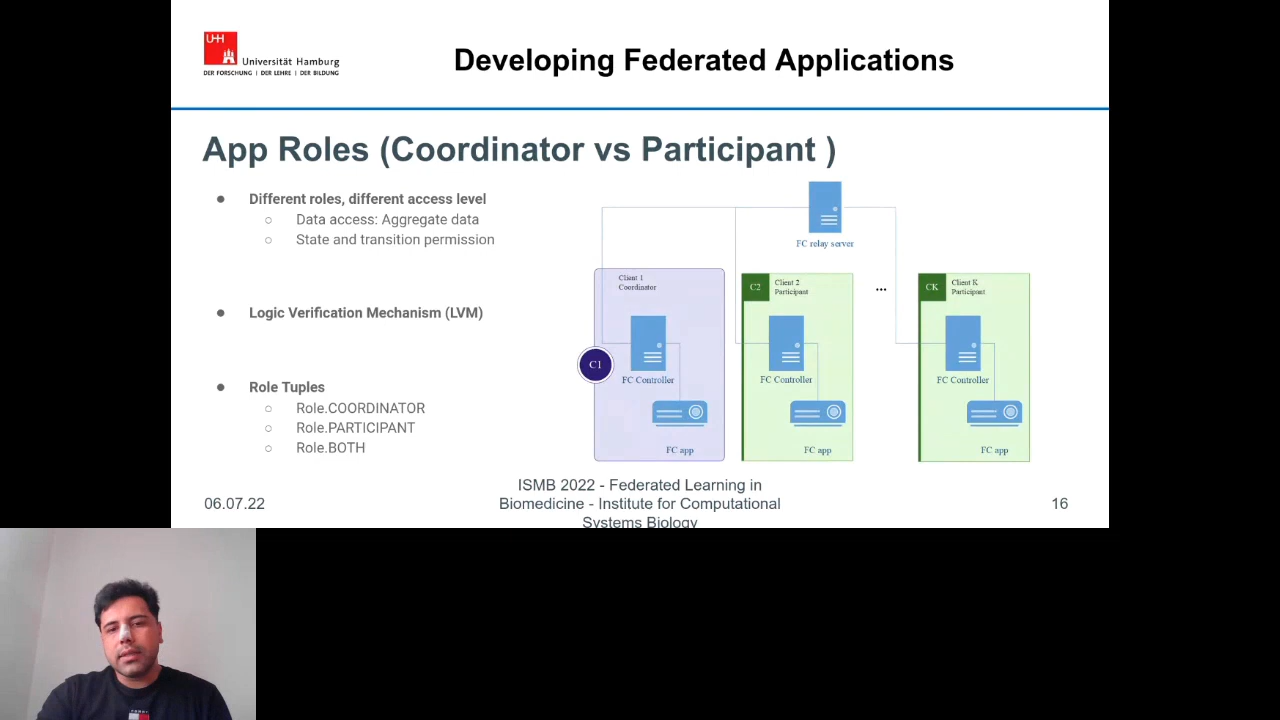 UHH
Universität Hamburg
DER FORSCHUNG | DER LEHRE | DER BILDUNG
Developing Federated Applications
App Roles (Coordinator vs Participant )
● Different roles, different access level
○ Data access: Aggregate data
○ State and transition permission
● Logic Verification Mechanism (LVM)
● Role Tuples
○ Role.COORDINATOR
○ Role.PARTICIPANT
○ Role.BOTH
FC relay server
Client 1
Coordinator
C1
FC Controller
FC app
C2
Client 2
Participant
FC Controller
FC app
...
CK
Client K
Participant
FC Controller
FC app
06.07.22
ISMB 2022 - Federated Learning in
Biomedicine - Institute for Computational
Systems Biology
16